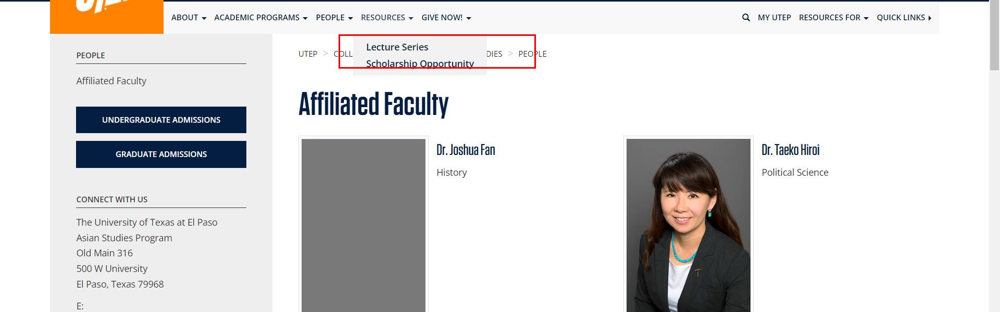 ABOUT ACADEMIC PROGRAMS PEOPLE RESOURCES GIVE NOW! MY UTEP RESOURCES FOR QUICK LINKS
Lecture Series
Scholarship Opportunity
UTEP > COLL DIES > PEOPLE
PEOPLE
Affiliated Faculty
UNDERGRADUATE ADMISSIONS
GRADUATE ADMISSIONS
CONNECT WITH US
The University of Texas at El Paso
Asian Studies Program
Old Main 316
500 W University
El Paso, Texas 79968
E:
Affiliated Faculty
Dr. Joshua Fan
History
Dr. Taeko Hiroi
Political Science